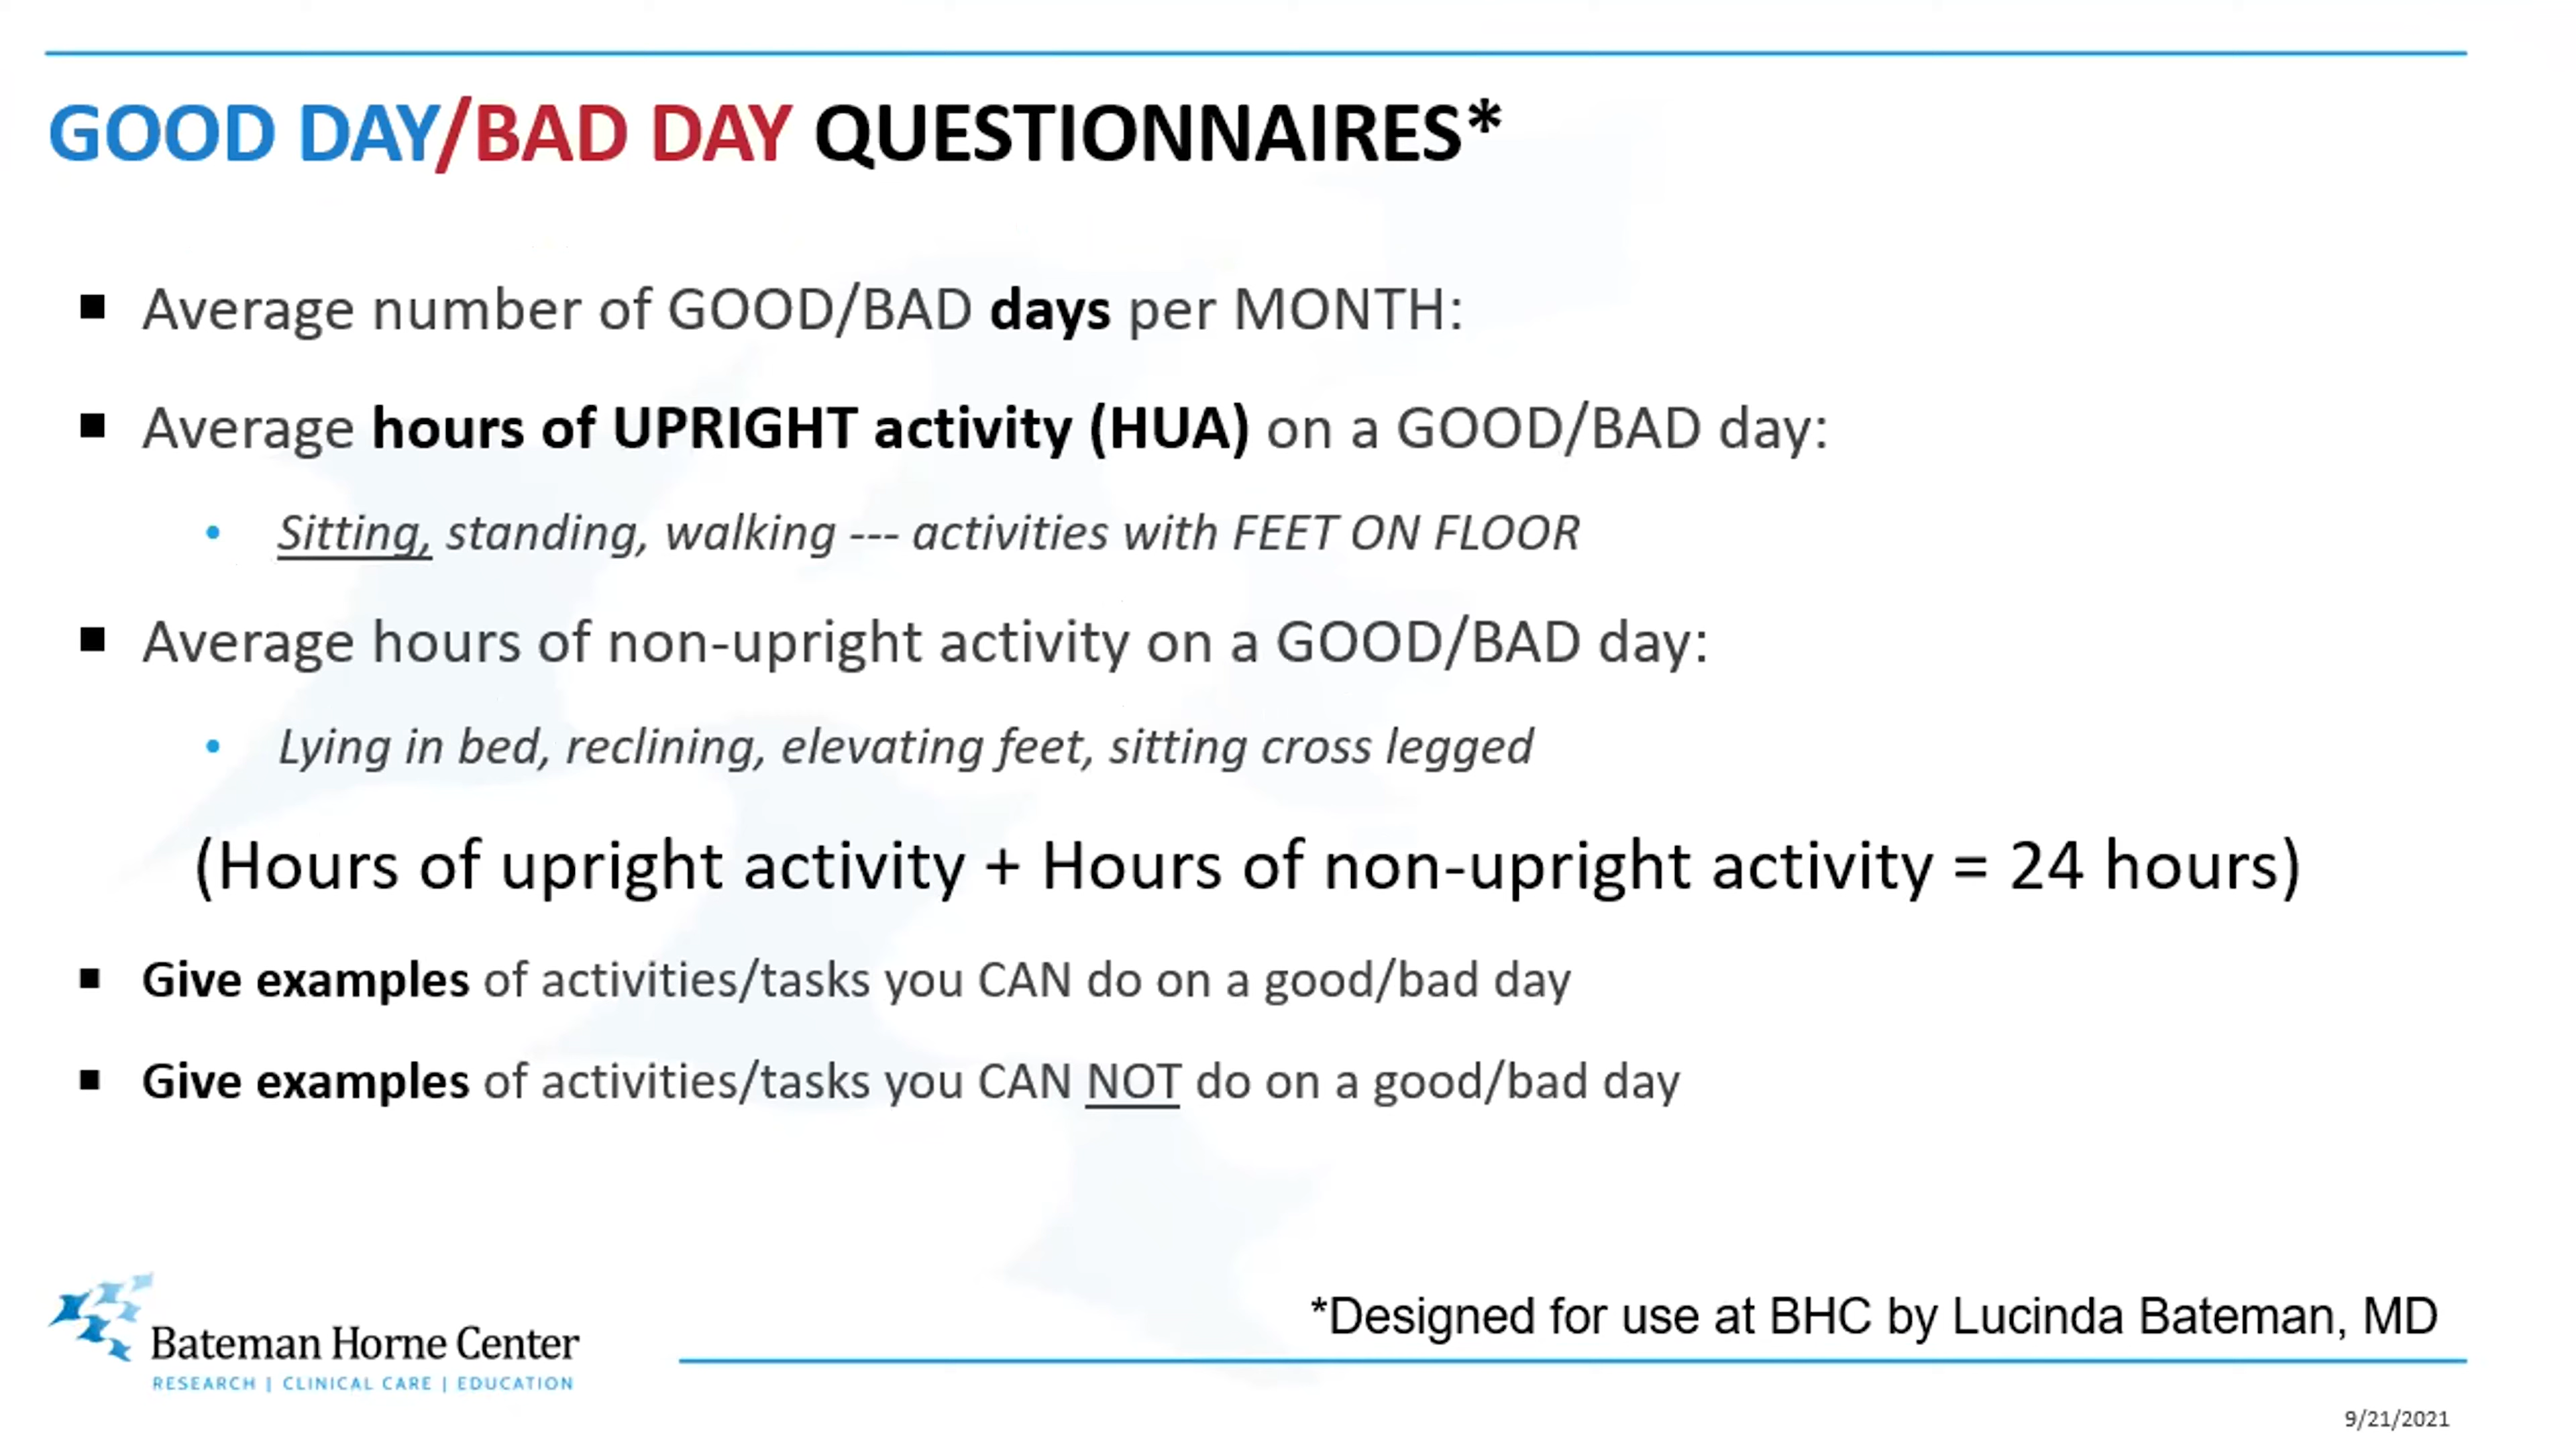 GOOD DAY/BAD DAY QUESTIONNAIRES*
▪ Average number of GOOD/BAD days per MONTH:
▪ Average hours of UPRIGHT activity (HUA) on a GOOD/BAD day:
• Sitting, standing, walking --- activities with FEET ON FLOOR
▪ Average hours of non-upright activity on a GOOD/BAD day:
• Lying in bed, reclining, elevating feet, sitting cross legged
(Hours of upright activity + Hours of non-upright activity = 24 hours)
▪ Give examples of activities/tasks you CAN do on a good/bad day
▪ Give examples of activities/tasks you CAN NOT do on a good/bad day
*Designed for use at BHC by Lucinda Bateman, MD
Bateman Horne Center
RESEARCH | CLINICAL CARE | EDUCATION
9/21/2021